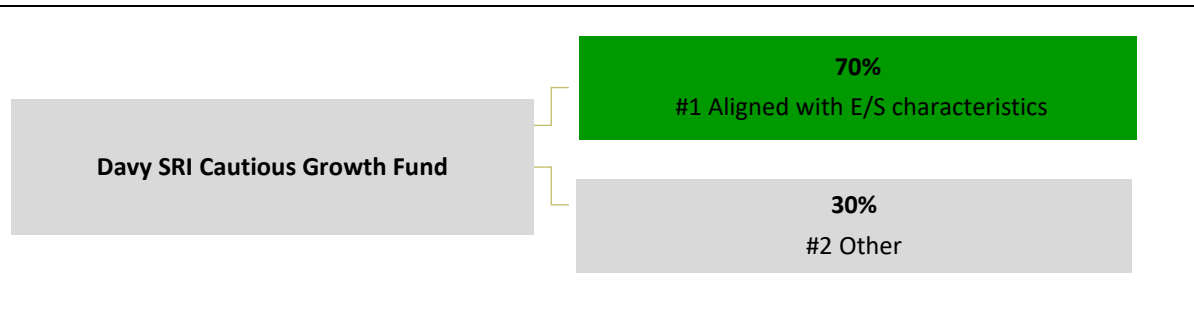 70%
#1 Aligned with E/S characteristics
Davy SRI Cautious Growth Fund
30%
#2 Other